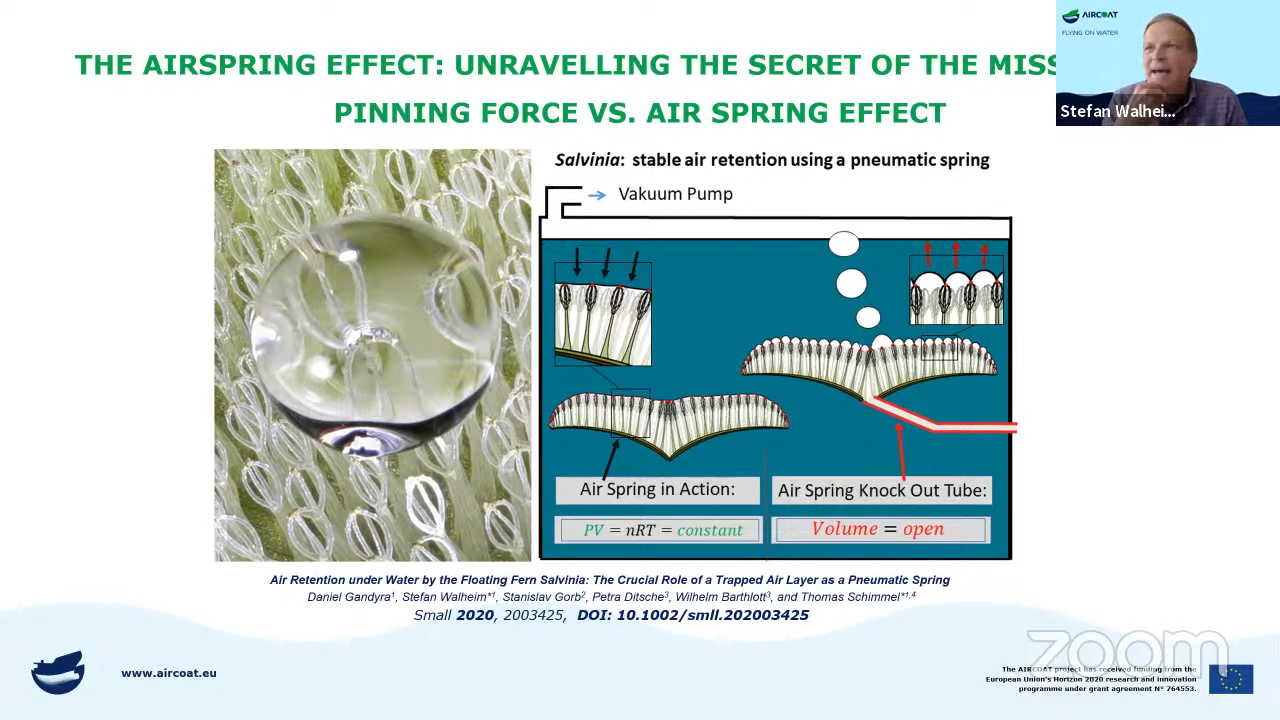 THE AIRSPRING EFFECT: UNRAVELLING THE SECRET OF THE MISS
PINNING FORCE VS. AIR SPRING EFFECT
AIRCOAT
FLYING ON WATER
Stefan Walhei...
Salvinia: stable air retention using a pneumatic spring
Vakuum Pump
Air Spring in Action:
Air Spring Knock Out Tube:
PV = nRT = constant
Volume = open
Air Retention under Water by the Floating Fern Salvinia: The Crucial Role of a Trapped Air Layer as a Pneumatic Spring
Daniel Gandyra¹, Stefan Walheim*¹, Stanislav Gorb², Petra Ditsche³, Wilhelm Barthlott³, and Thomas Schimmel*¹,⁴
Small 2020, 2003425, DOI: 10.1002/smll.202003425
zoom
www.aircoat.eu
The AIRCOAT project has received funding from the
European Union's Horizon 2020 research and innovation
programme under grant agreement N° 764553.